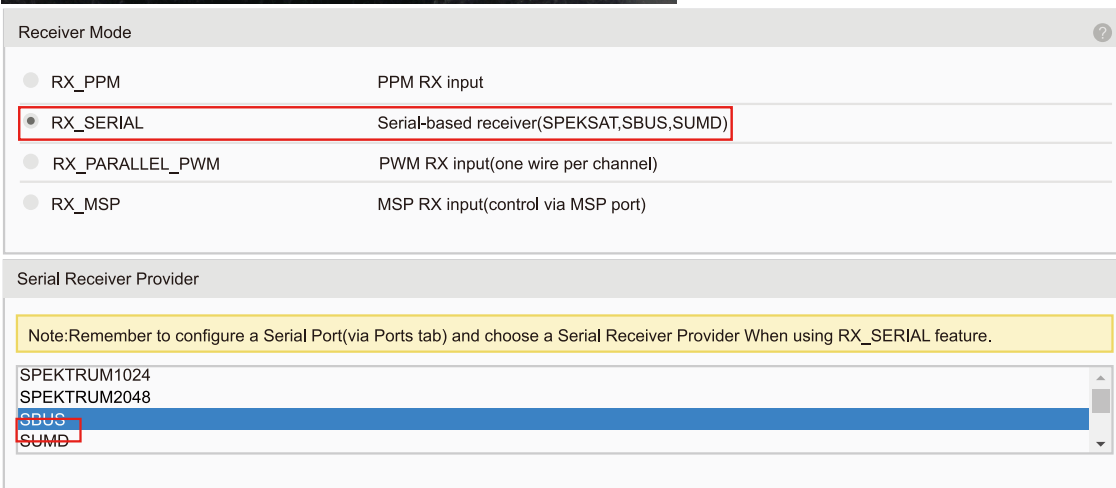 Receiver Mode
RX_PPM PPM RX input
RX_SERIAL Serial-based receiver(SPEKSAT,SBUS,SUMD)
RX_PARALLEL_PWM PWM RX input(one wire per channel)
RX_MSP MSP RX input(control via MSP port)
Serial Receiver Provider
Note:Remember to configure a Serial Port(via Ports tab) and choose a Serial Receiver Provider When using RX_SERIAL feature.
SPEKTRUM1024
SPEKTRUM2048
SBUS
SUMD